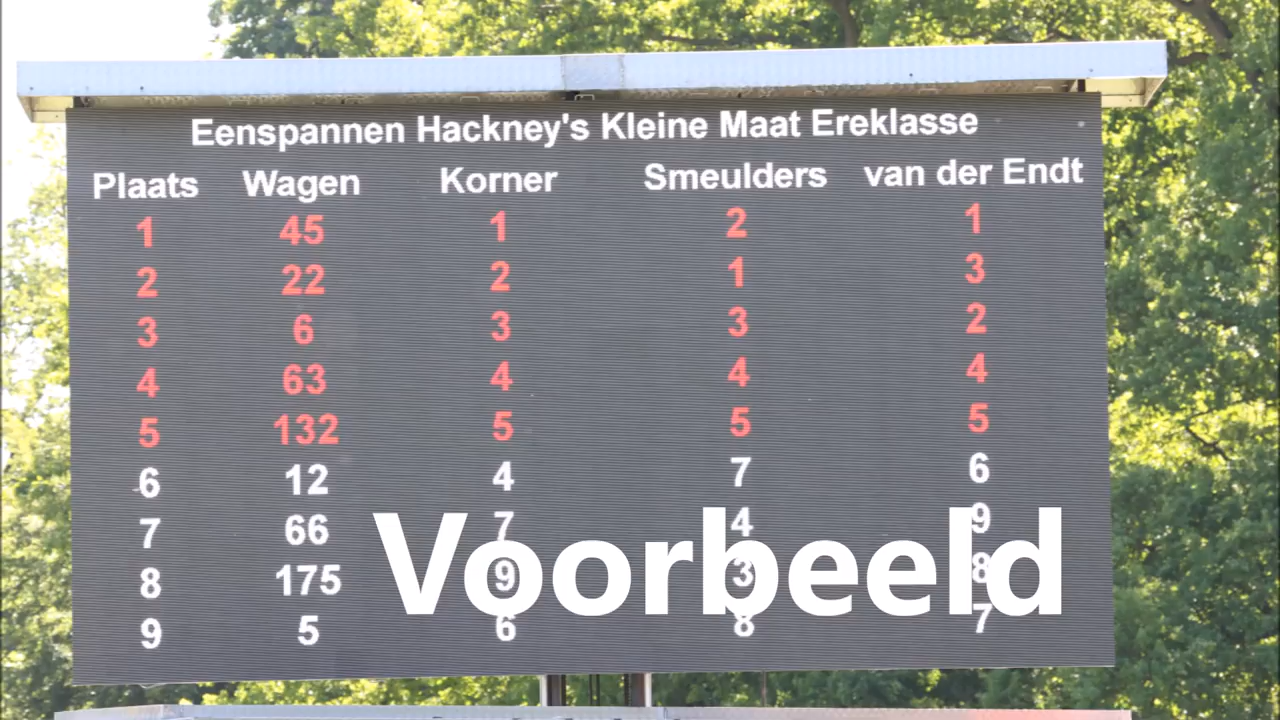 Eenspannen Hackney's Kleine Maat Ereklasse
Plaats Wagen Korner Smeulders van der Endt
1 45 1 2 1
2 22 2 1 3
3 6 3 3 2
4 63 4 4 4
5 132 5 5 5
6 12 4 7 6
7 66 7 4 9
8 175 9 3 8
9 5 6 8 7
Voorbeeld